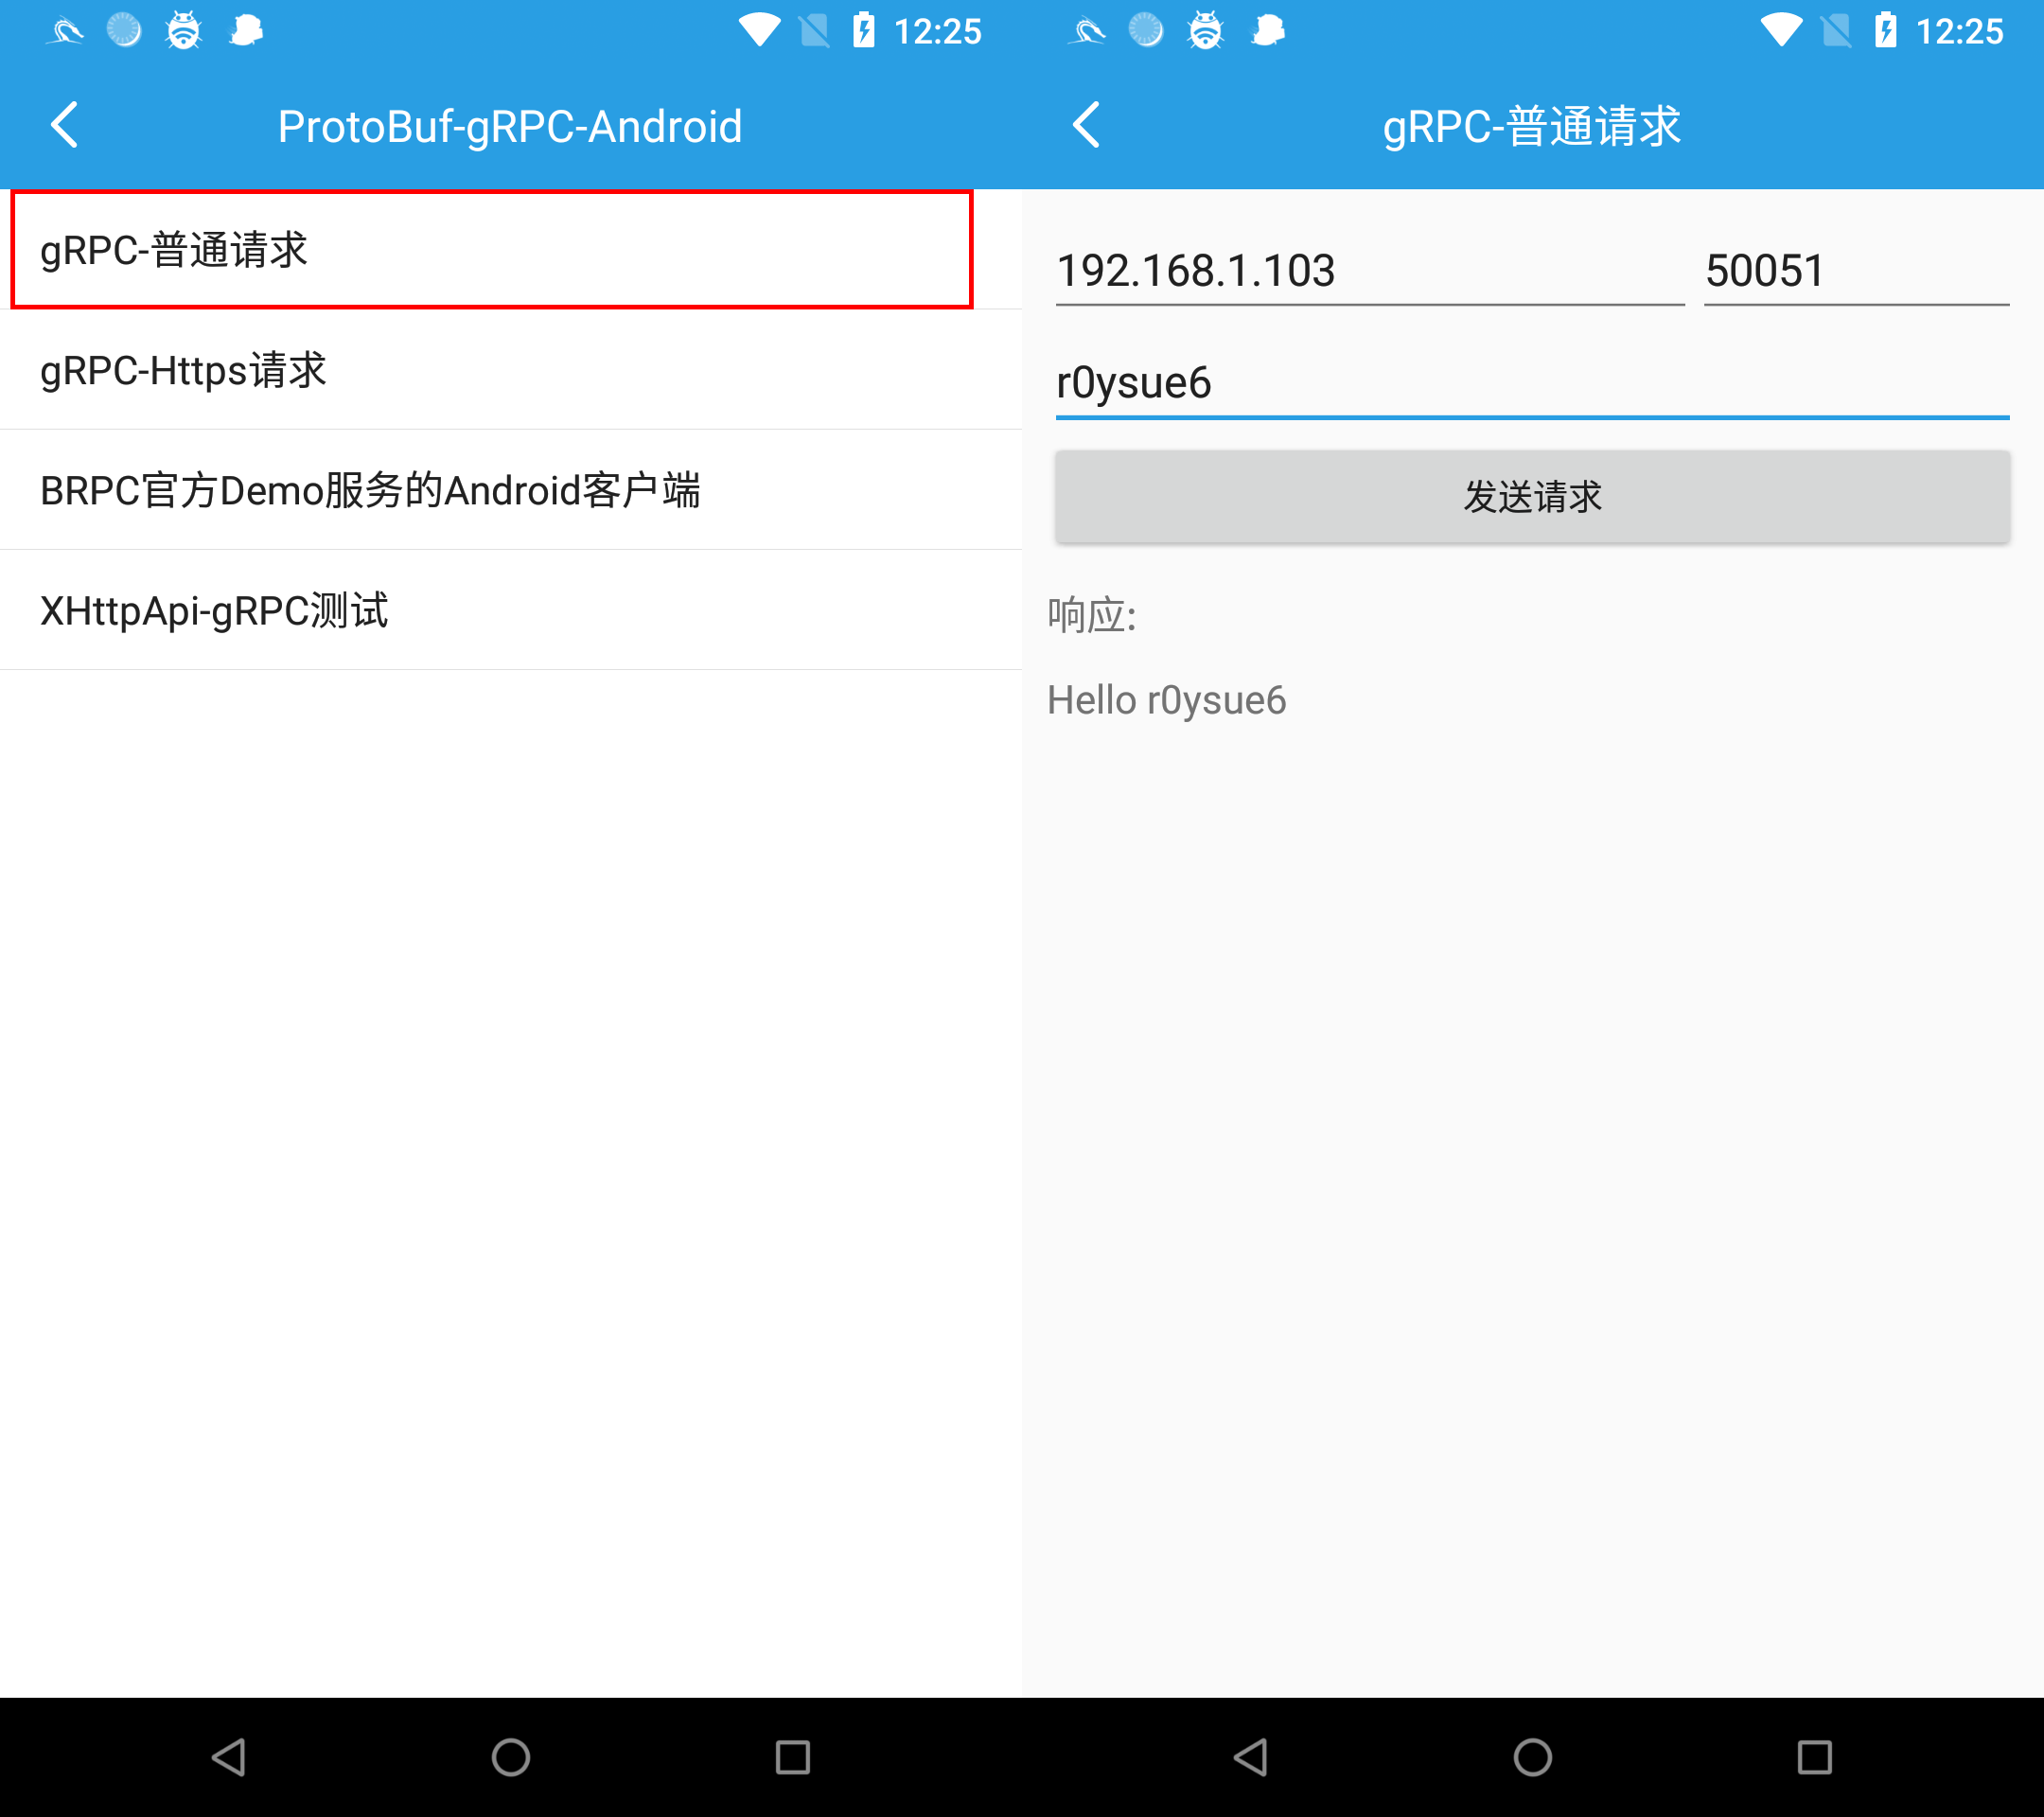 12:25
ProtoBuf-gRPC-Android
gRPC-普通请求
gRPC-Https请求
BRPC官方Demo服务的Android客户端
XHttpApi-gRPC测试
12:25
gRPC-普通请求
192.168.1.103 50051
r0ysue6
发送请求
响应:
Hello r0ysue6